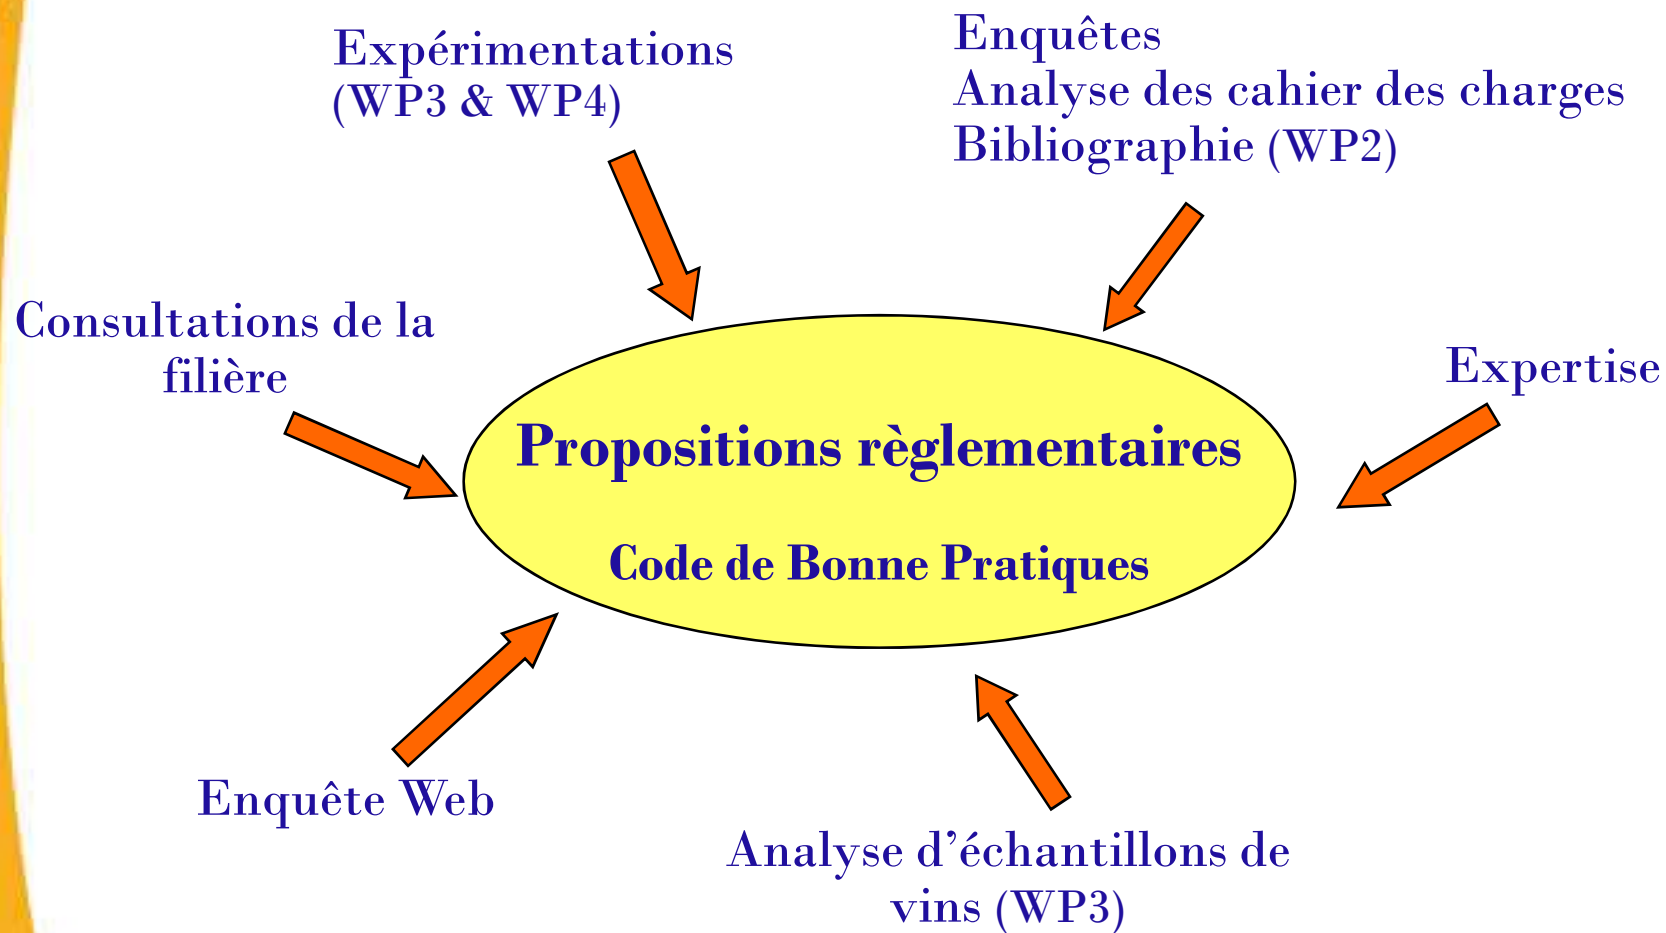 Expérimentations
(WP3 & WP4)
Enquêtes
Analyse des cahier des charges
Bibliographie (WP2)
Consultations de la
filière
Expertise
Propositions règlementaires
Code de Bonne Pratiques
Enquête Web
Analyse d’échantillons de
vins (WP3)